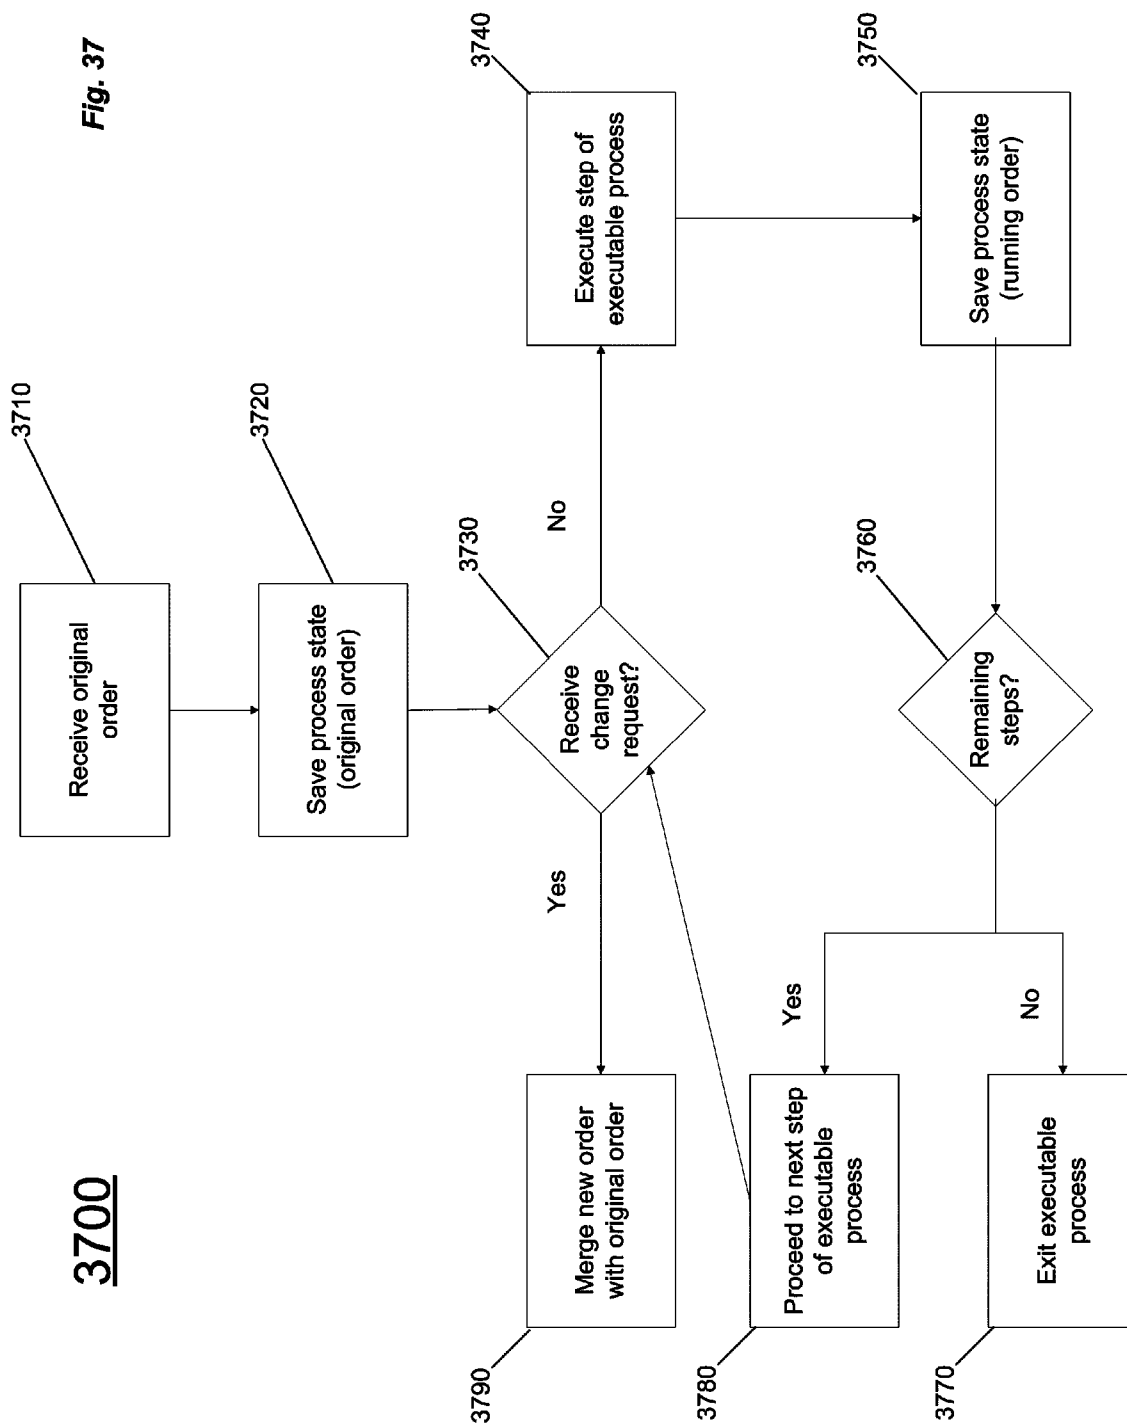 3700
Fig. 37
3710
Receive original
order
3720
Save process state
(original order)
3730
Receive
change
request?
Yes
No
3790
Merge new order
with original order
3740
Execute step of
executable process
3780
Proceed to next step
of executable
process
Yes
3760
Remaining
steps?
3750
Save process state
(running order)
3770
Exit executable
process
No